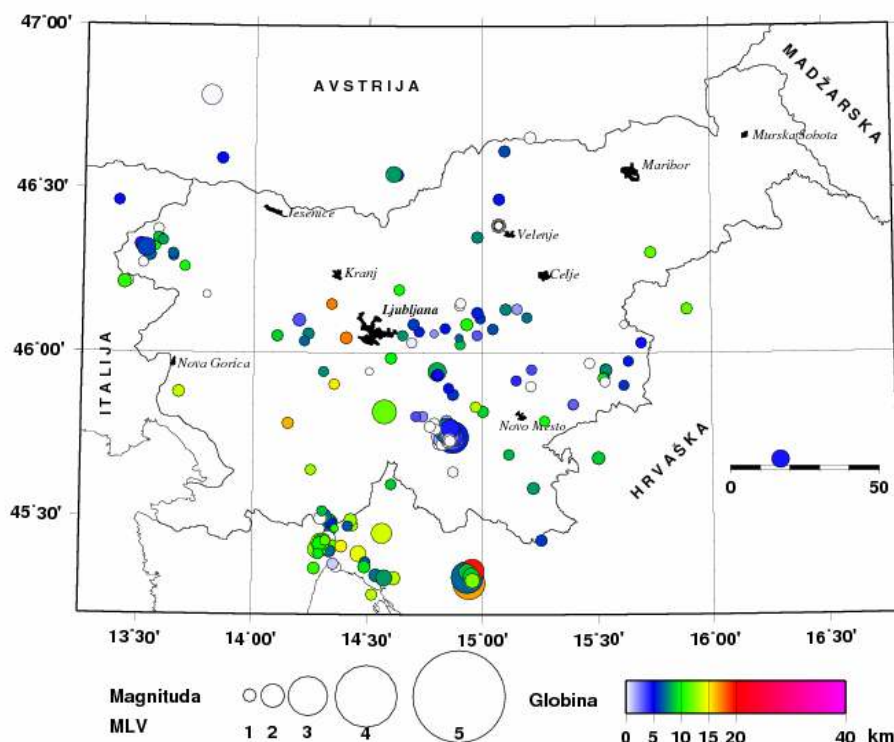 47°00'
46°30'
46°00'
45°30'
AVSTRIJA
MADŽARSKA
Murska Sobota
Maribor
Jesenice
Velenje
Kranj
Celje
Ljubljana
Nova Gorica
ITALIJA
Novo Mesto
HRVAŠKA
0 50
13°30' 14°00' 14°30' 15°00' 15°30' 16°00' 16°30'
Magnituda
MLV
1 2 3 4 5
Globina
0 5 10 15 20 40 km